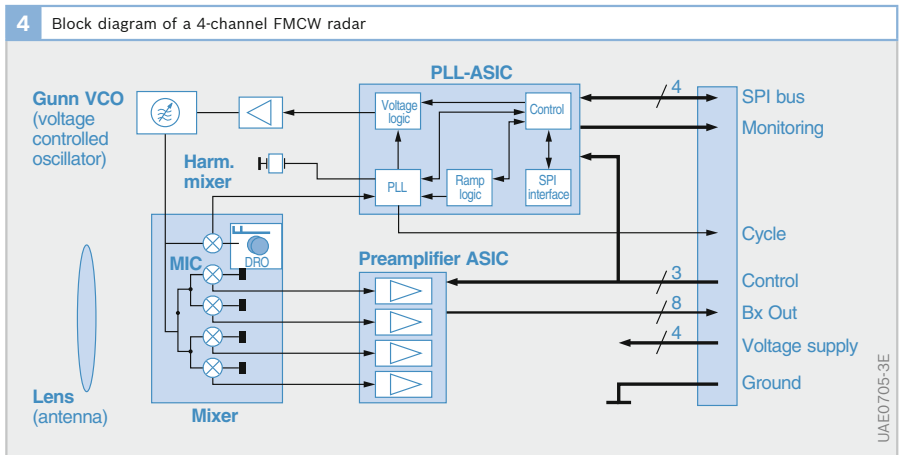 4 Block diagram of a 4-channel FMCW radar
PLL-ASIC
Gunn VCO
(voltage
controlled
oscillator)
Voltage
logic
Control
4
SPI bus
Monitoring
Harm.
mixer
PLL
Ramp
logic
SPI
interface
Cycle
MIC
DRO
Preamplifier ASIC
3
Control
8
Bx Out
4
Voltage supply
Ground
Lens
(antenna)
Mixer
UAE0705-3E